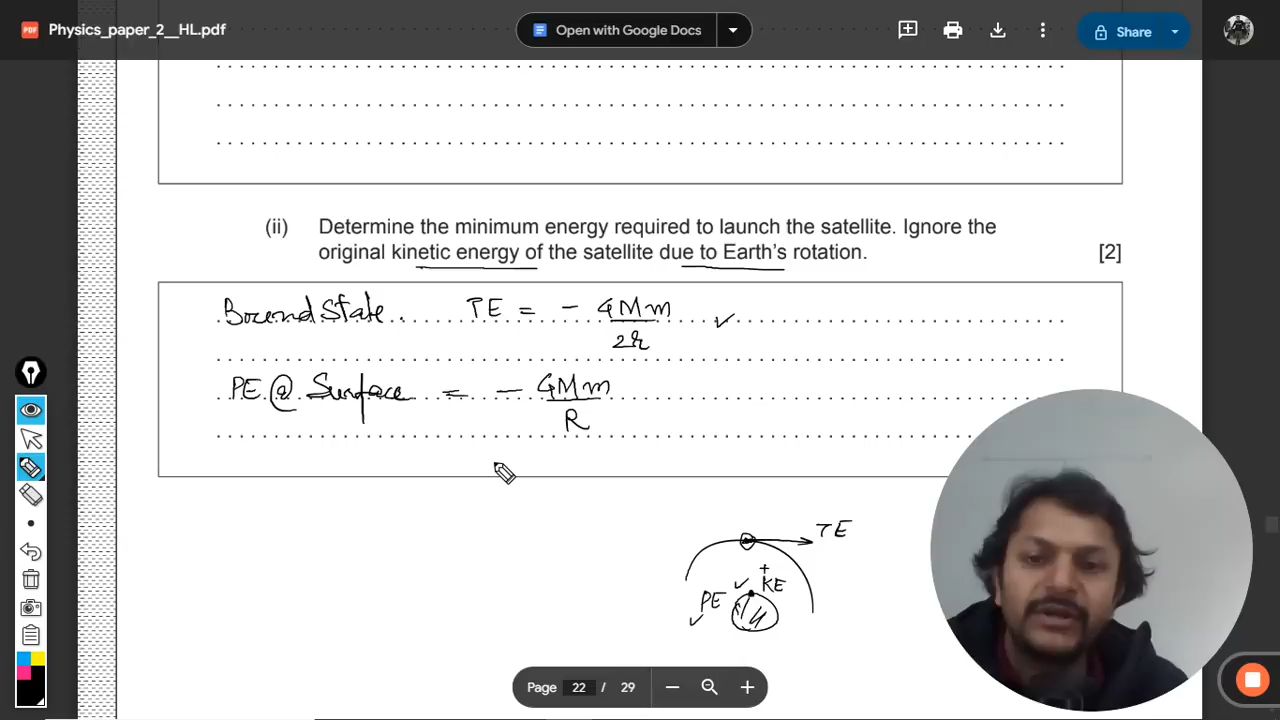 Physics_paper_2__HL.pdf
Open with Google Docs
Share
(ii) Determine the minimum energy required to launch the satellite. Ignore the
original kinetic energy of the satellite due to Earth's rotation. [2]
Bound State. TE = - GMm / 2r ✓
PE @ Surface = - GMm / R
TE
+
✓ KE
PE
✓
Page 22 / 29